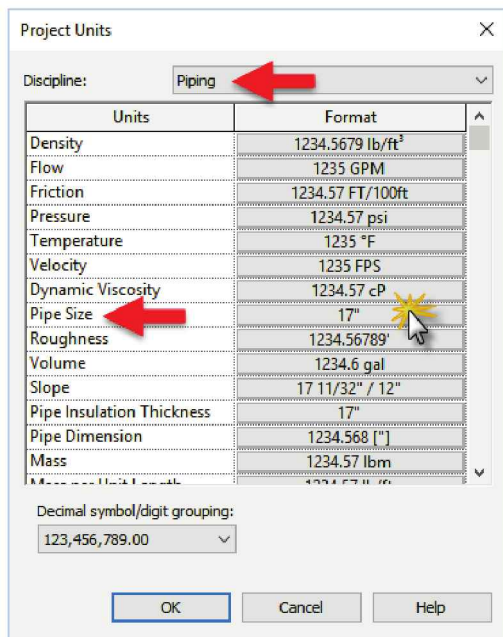 Project Units
Discipline: Piping
Units Format
Density 1234.5679 lb/ft³
Flow 1235 GPM
Friction 1234.57 FT/100ft
Pressure 1234.57 psi
Temperature 1235 °F
Velocity 1235 FPS
Dynamic Viscosity 1234.57 cP
Pipe Size 17"
Roughness 1234.56789'
Volume 1234.6 gal
Slope 17 11/32" / 12"
Pipe Insulation Thickness 17"
Pipe Dimension 1234.568 ["]
Mass 1234.57 lbm
Decimal symbol/digit grouping:
123,456,789.00
OK Cancel Help